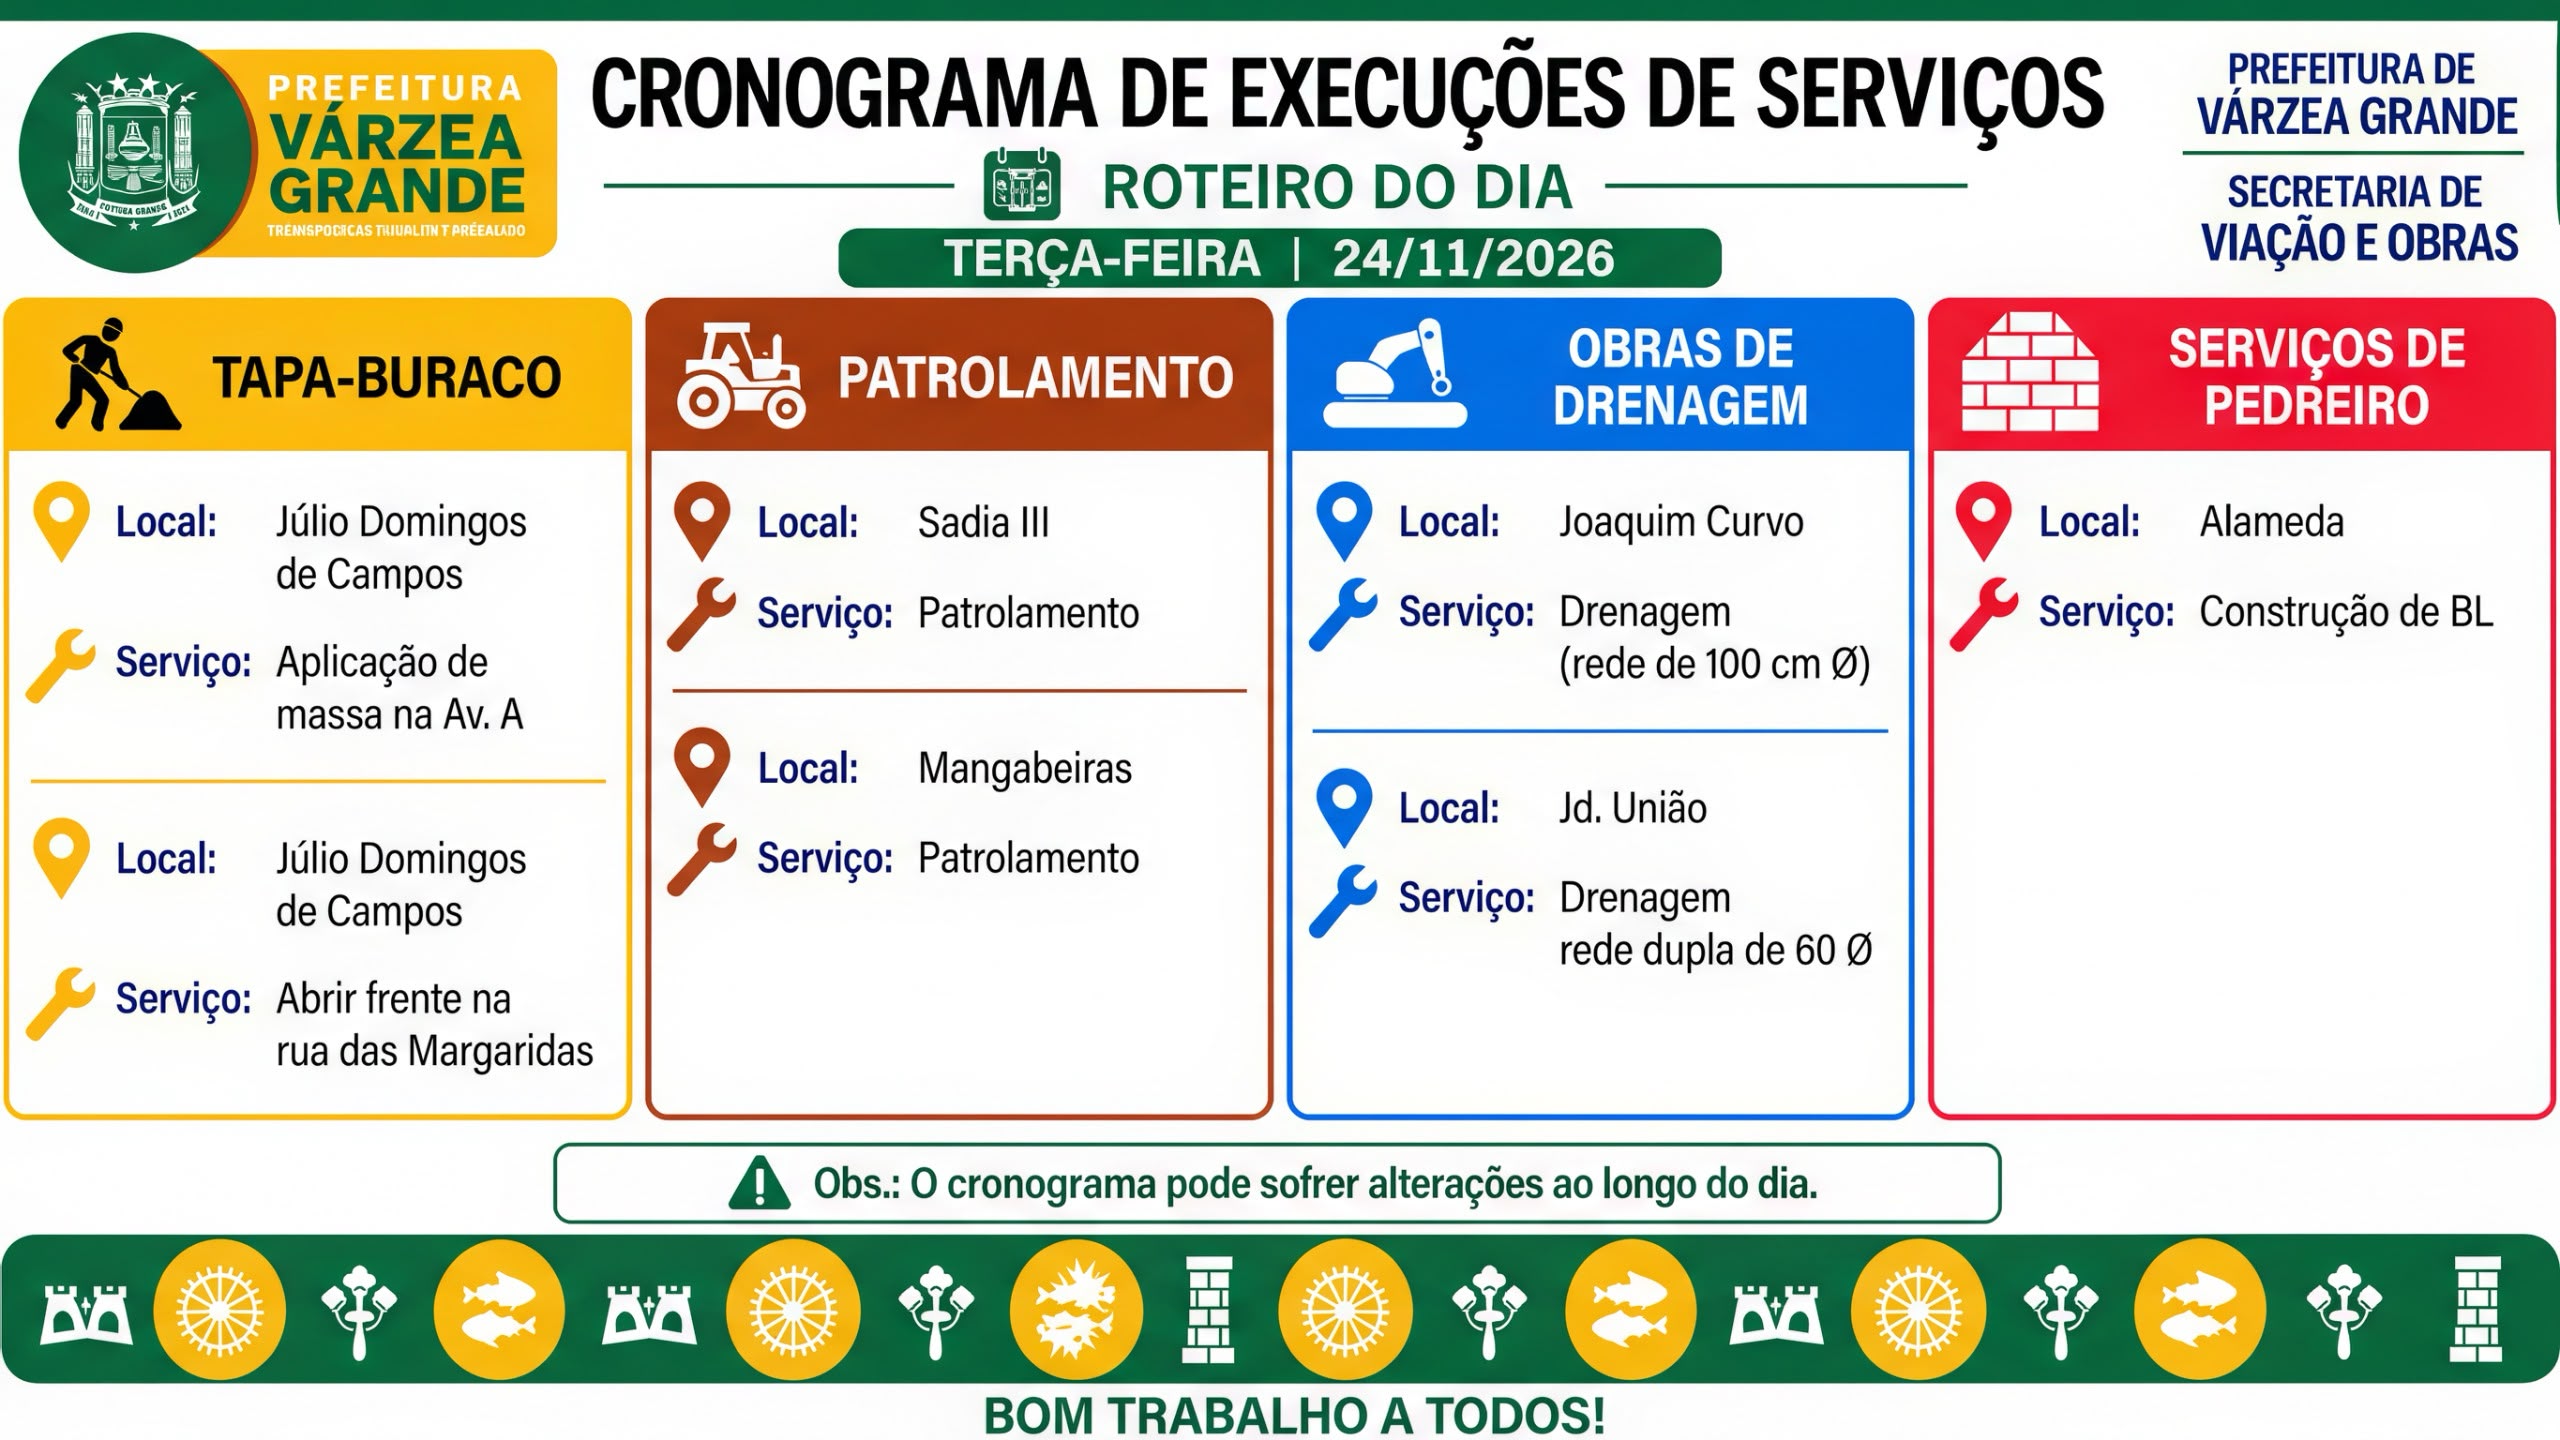 PREFEITURA
VÁRZEA
GRANDE
CRONOGRAMA DE EXECUÇÕES DE SERVIÇOS
ROTEIRO DO DIA
TERÇA-FEIRA | 24/11/2026
PREFEITURA DE
VÁRZEA GRANDE
SECRETARIA DE
VIAÇÃO E OBRAS
TAPA-BURACO
Local: Júlio Domingos
de Campos
Serviço: Aplicação de
massa na Av. A
Local: Júlio Domingos
de Campos
Serviço: Abrir frente na
rua das Margaridas
PATROLAMENTO
Local: Sadia III
Serviço: Patrolamento
Local: Mangabeiras
Serviço: Patrolamento
OBRAS DE
DRENAGEM
Local: Joaquim Curvo
Serviço: Drenagem
(rede de 100 cm Ø)
Local: Jd. União
Serviço: Drenagem
rede dupla de 60 Ø
SERVIÇOS DE
PEDREIRO
Local: Alameda
Serviço: Construção de BL
Obs.: O cronograma pode sofrer alterações ao longo do dia.
BOM TRABALHO A TODOS!